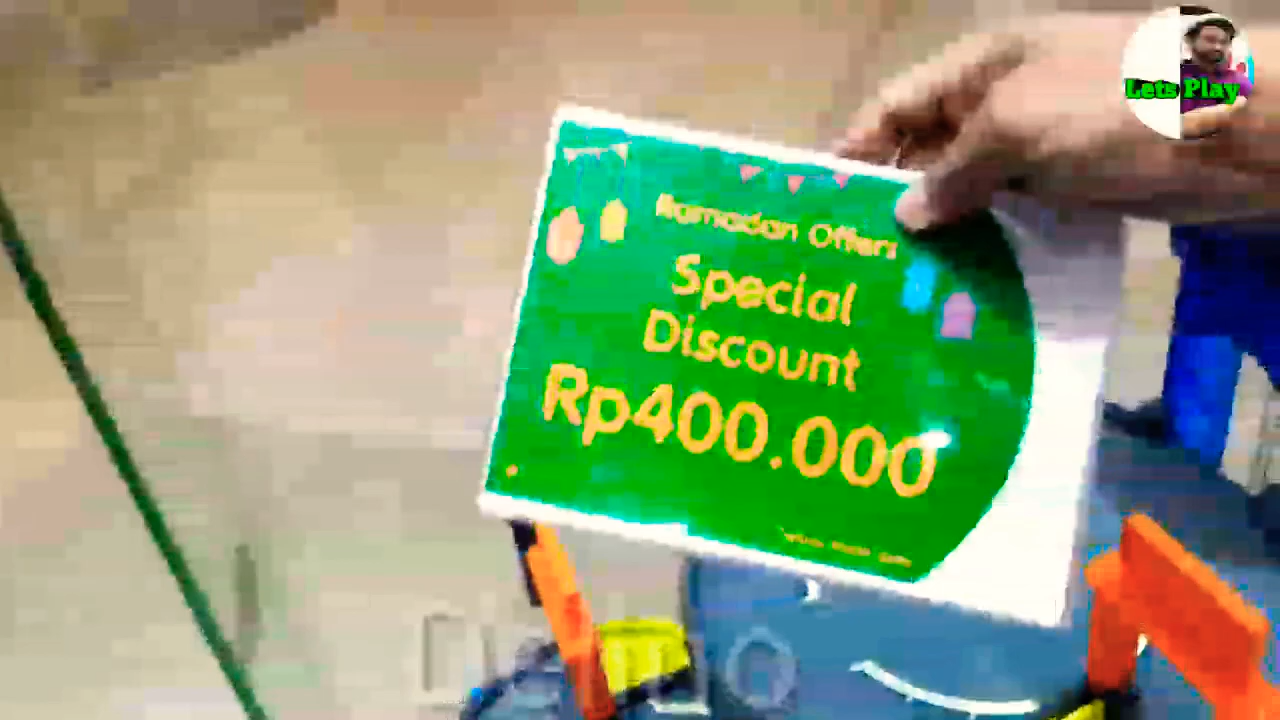 Lets Play
Ramadan Offers
Special
Discount
Rp400.000